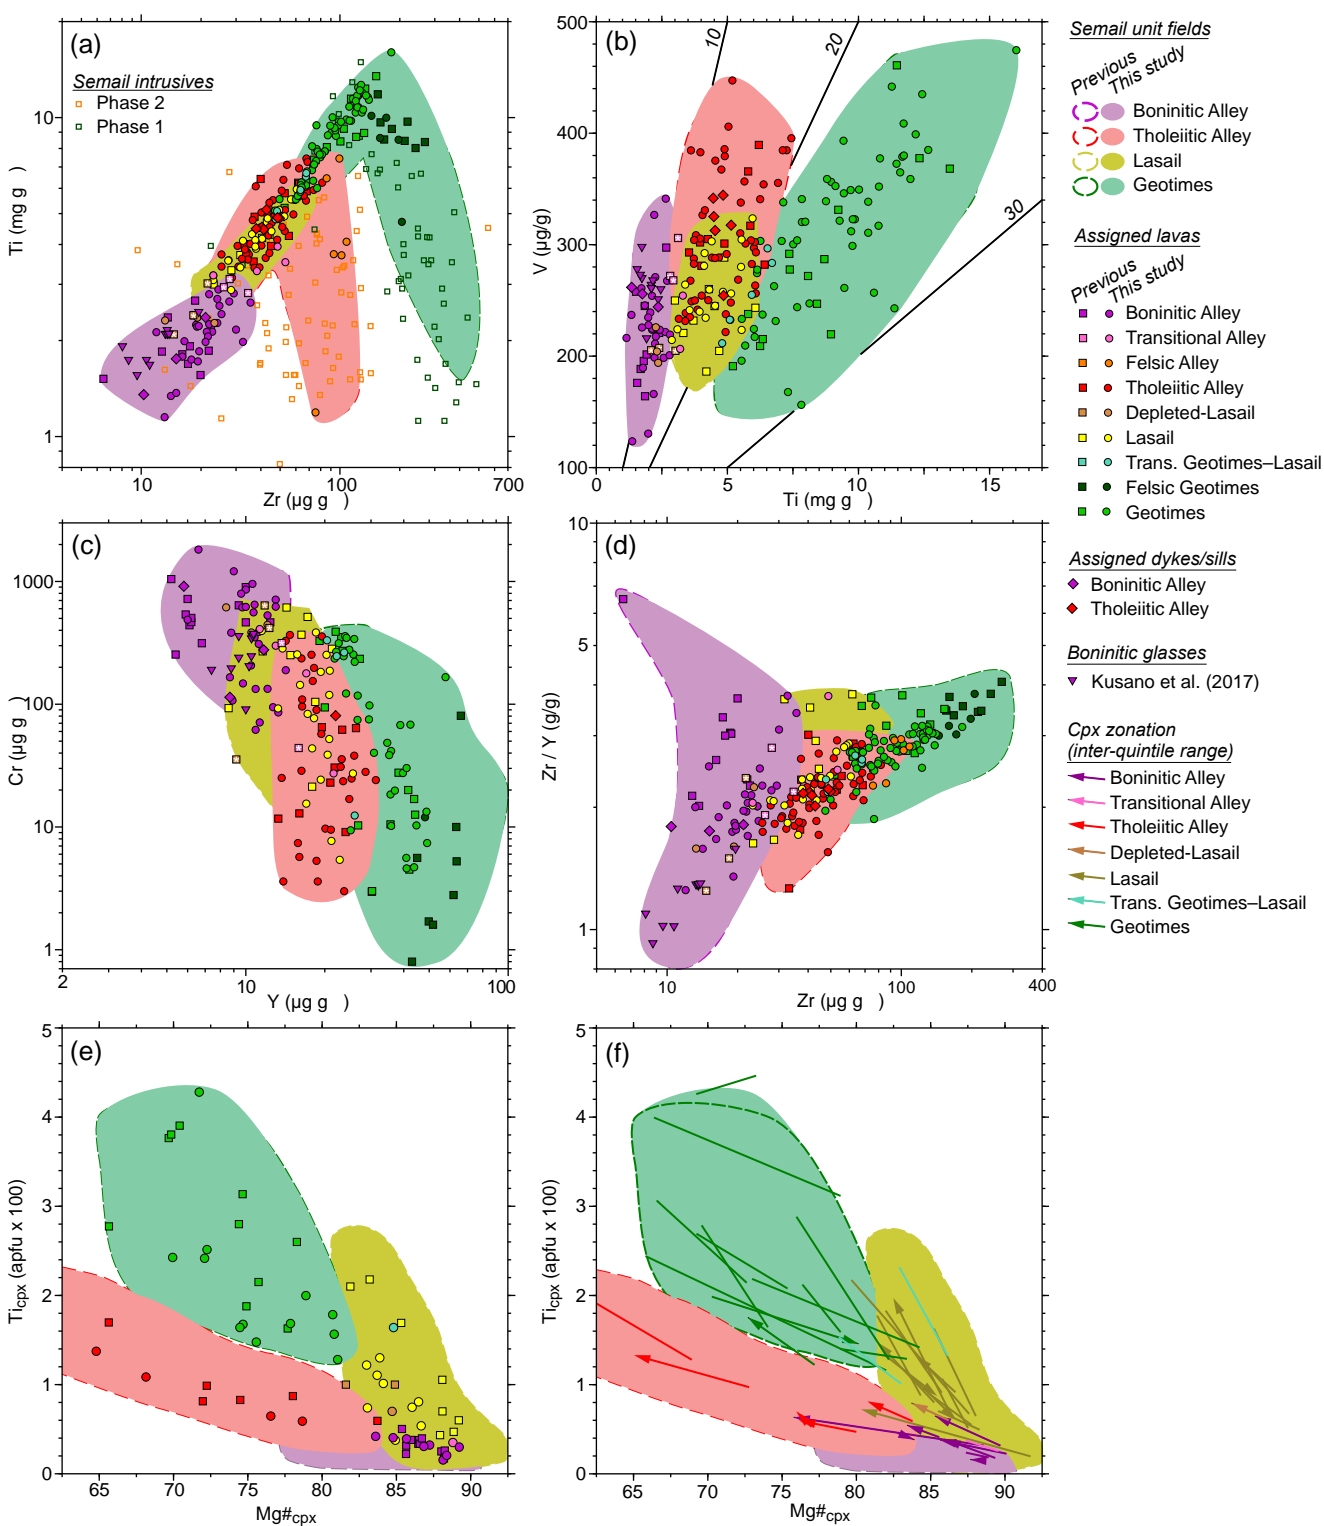 (a)
Semail intrusives
Phase 2
Phase 1
Ti (mg g )
10
1
10
100
700
Zr (µg g )
(b)
10
20
30
V (µg/g)
500
400
300
200
100
0
5
10
15
Ti (mg g )
Semail unit fields
Previous
This study
Boninitic Alley
Tholeiitic Alley
Lasail
Geotimes
Assigned lavas
Previous
This study
Boninitic Alley
Transitional Alley
Felsic Alley
Tholeiitic Alley
Depleted-Lasail
Lasail
Trans. Geotimes–Lasail
Felsic Geotimes
Geotimes
Assigned dykes/sills
Boninitic Alley
Tholeiitic Alley
Boninitic glasses
Kusano et al. (2017)
Cpx zonation
(inter-quintile range)
Boninitic Alley
Transitional Alley
Tholeiitic Alley
Depleted-Lasail
Lasail
Trans. Geotimes–Lasail
Geotimes
(c)
Cr (µg g )
1000
100
10
1
2
10
100
Y (µg g )
(d)
Zr / Y (g/g)
10
5
1
10
100
400
Zr (µg g )
(e)
Ticpx (apfu x 100)
5
4
3
2
1
0
65
70
75
80
85
90
Mg#cpx
(f)
Ticpx (apfu x 100)
5
4
3
2
1
0
65
70
75
80
85
90
Mg#cpx